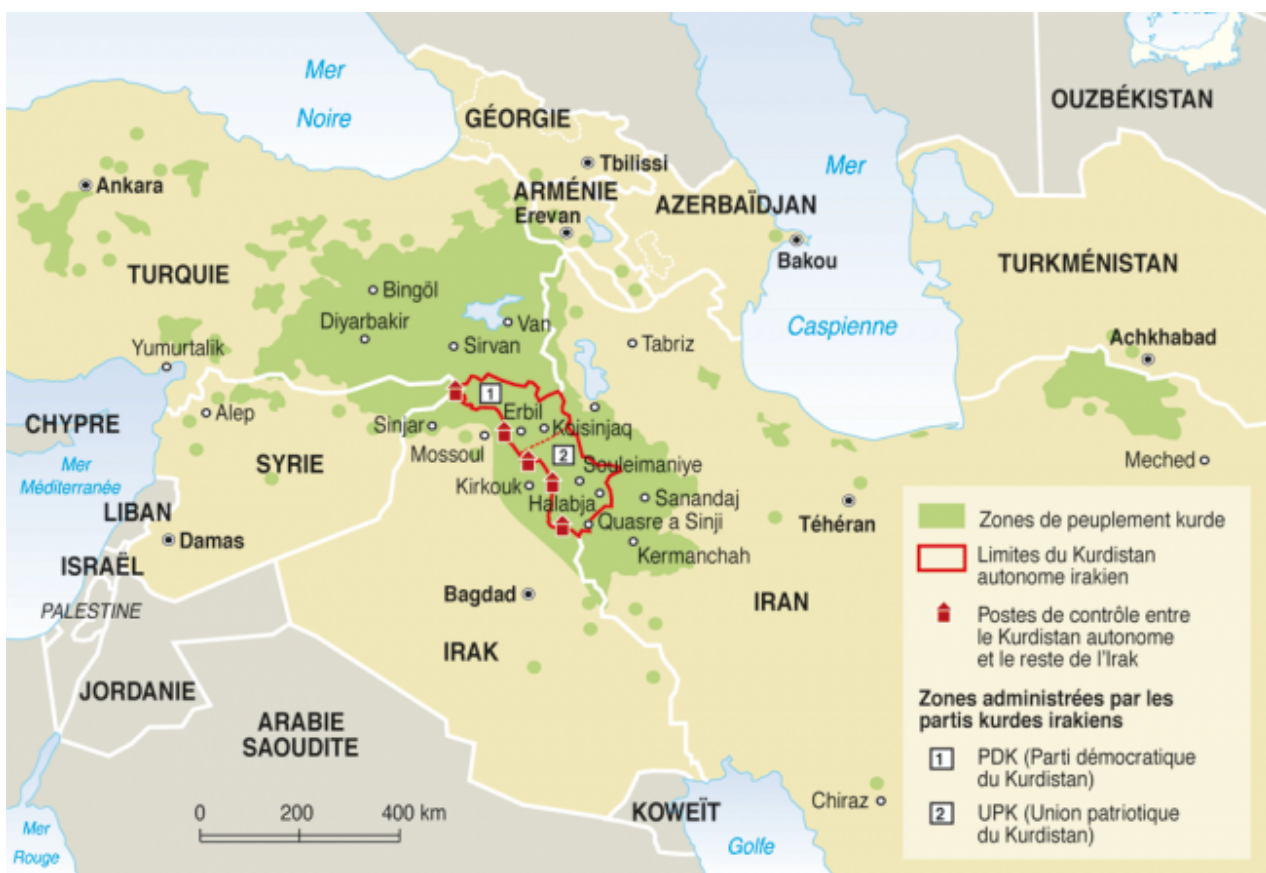 Mer
Noire
GÉORGIE
Tbilissi
OUZBÉKISTAN
Mer
Caspienne
Ankara
ARMÉNIE
Erevan
AZERBAÏDJAN
Bakou
TURKMÉNISTAN
Achkhabad
TURQUIE
Bingöl
Diyarbakir
Van
Sirvan
Tabriz
Yumurtalik
Alep
CHYPRE
Mer
Méditerranée
SYRIE
Sinjar
Mossoul
1
Erbil
Koisinjaq
2
Souleimaniye
Kirkouk
Halabja
Sanandaj
Quasre a Sinji
Kermanchah
Téhéran
Meched
LIBAN
Damas
ISRAËL
PALESTINE
Bagdad
IRAK
IRAN
JORDANIE
ARABIE
SAOUDITE
KOWEÏT
Chiraz
Golfe
Mer
Rouge
0 200 400 km
Zones de peuplement kurde
Limites du Kurdistan
autonome irakien
Postes de contrôle entre
le Kurdistan autonome
et le reste de l'Irak
Zones administrées par les
partis kurdes irakiens
1 PDK (Parti démocratique
du Kurdistan)
2 UPK (Union patriotique
du Kurdistan)